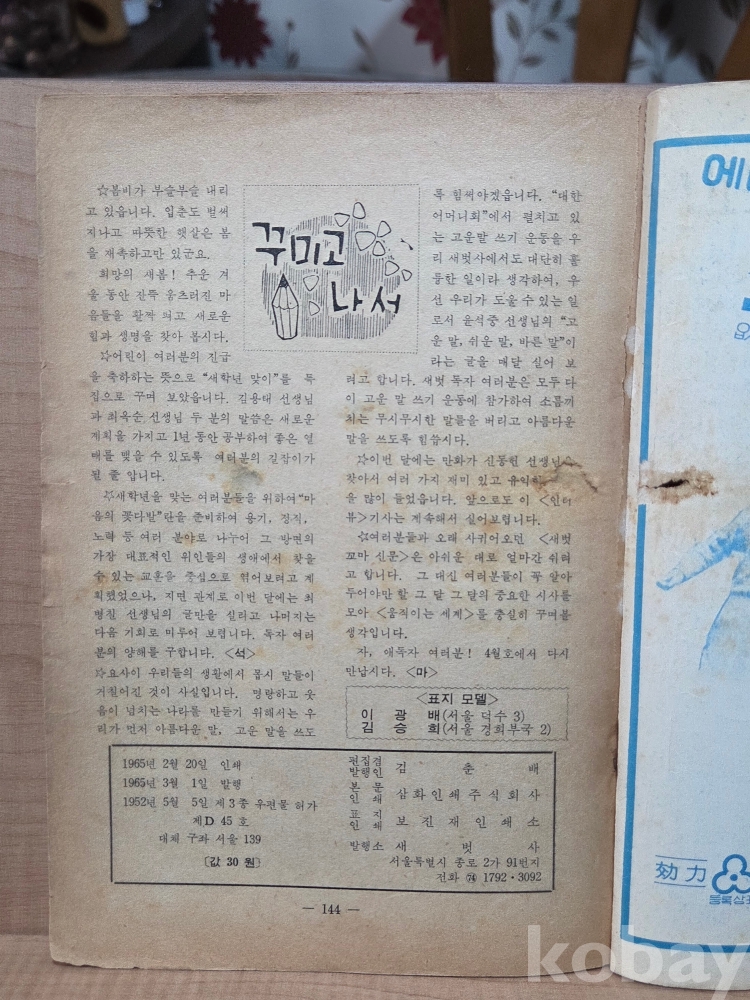 꾸미고
나서
☆봄비가 부슬부슬 내리
고 있읍니다. 입춘도 벌써
지나고 따뜻한 햇살은 봄
을 재촉하고만 있군요.
희망의 새봄! 추운 겨
울 동안 잔뜩 움츠러진 마
음들을 활짝 펴고 새로운
힘과 생명을 찾아 봅시다.
☆어린이 여러분의 진급
을 축하하는 뜻으로 "새학년 맞이"를 특
집으로 꾸며 보았읍니다. 김용태 선생님
과 최옥순 선생님 두 분의 말씀은 새로운
계획을 가지고 1년 동안 공부하여 좋은 열
매를 맺을 수 있도록 여러분의 길잡이가
될 줄 압니다.
☆새학년을 맞는 여러분들을 위하여 "마
음의 꽃다발"란을 준비하여 용기, 정직,
노력 등 여러 분야로 나누어 그 방면의
가장 대표적인 위인들의 생애에서 찾을
수 있는 교훈을 중심으로 엮어보려고 계
획했었으나, 지면 관계로 이번 달에는 최
병칠 선생님의 글만을 실리고 나머지는
다음 기회로 미루어 보렵니다. 독자 여러
분의 양해를 구합니다. <석>
☆요사이 우리들의 생활에서 몹시 말들이
거칠어진 것이 사실입니다. 명랑하고 웃
음이 넘치는 나라를 만들기 위해서는 우
리가 먼저 아름다운 말, 고운 말을 쓰도
록 힘써야겠읍니다. "대한
어머니회"에서 펼치고 있
는 고운말 쓰기 운동을 우
리 새벗사에서도 대단히 훌
륭한 일이라 생각하여, 우
선 우리가 도울 수 있는 일
로서 윤석중 선생님의 "고
운 말, 쉬운 말, 바른 말"이
라는 글을 매달 실어 보
려고 합니다. 새벗 독자 여러분은 모두 다
이 고운 말 쓰기 운동에 참가하여 소름끼
치는 무시무시한 말들을 버리고 아름다운
말을 쓰도록 힘씁시다.
☆이번 달에는 만화가 신동헌 선생님
찾아서 여러 가지 재미 있고 유익한
을 많이 들었읍니다. 앞으로도 이 <인터
뷰>기사는 계속해서 실어보렵니다.
☆여러분들과 오래 사귀어오던 <새벗
꼬마 신문>은 아쉬운 대로 얼마간 쉬려
고 합니다. 그 대신 여러분들이 꼭 알아
두어야만 할 그 달 그 달의 중요한 시사를
모아 <움직이는 세계>를 충실히 꾸며볼
생각입니다.
자, 애독자 여러분! 4월호에서 다시
만납시다. <마>
<표지 모델>
이 광 배(서울 덕수 3)
김 승 희(서울 경희부국 2)
1965년 2월 20일 인쇄
1965년 3월 1일 발행
1952년 5월 5일 제3종 우편물 허가
제D 45호
대체 구좌 서울 139
〔값 30원〕
편집겸 발행인 김 춘 배
본문 인쇄 삼화인쇄주식회사
표지 인쇄 보진재인쇄소
발행소 새벗사
서울특별시 종로 2가 91번지
전화 ㉔ 1792·3092
— 144 —
에
効力
등록상표
kobay